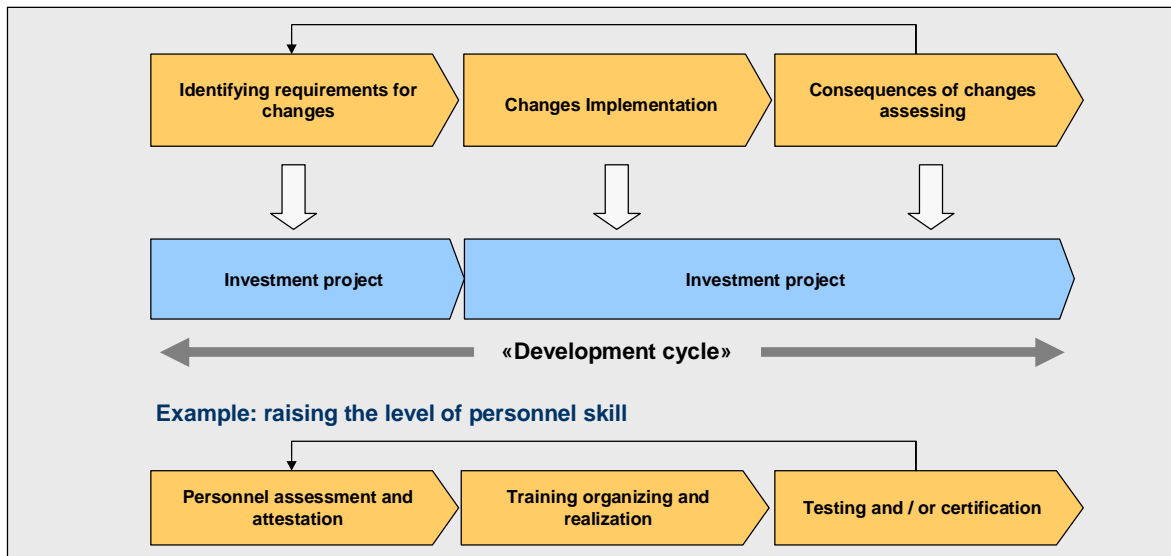 Identifying requirements for
changes
Changes Implementation
Consequences of changes
assessing
Investment project
Investment project
«Development cycle»
Example: raising the level of personnel skill
Personnel assessment and
attestation
Training organizing and
realization
Testing and / or certification